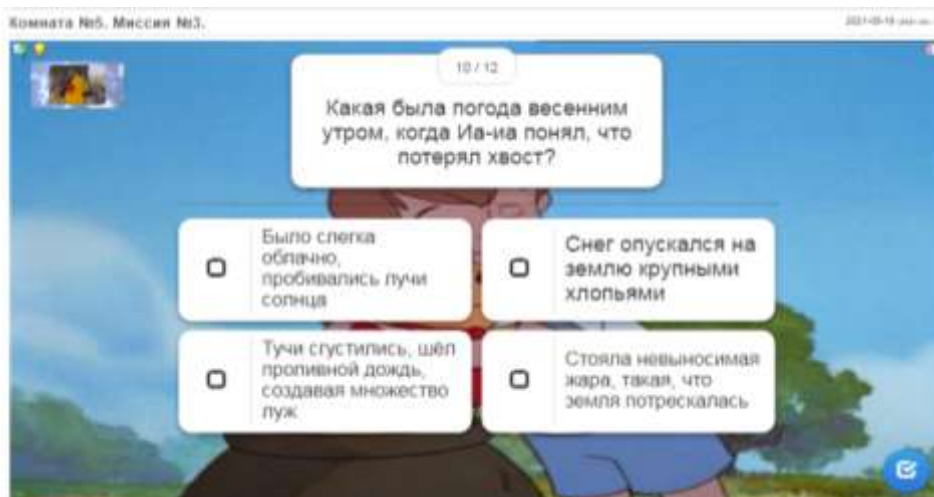 Комната №5. Миссия №3.
10 / 12
Какая была погода весенним
утром, когда Иа-иа понял, что
потерял хвост?
Было слегка
облачно,
пробивались лучи
солнца
Снег опускался на
землю крупными
хлопьями
Тучи сгустились, шёл
проливной дождь,
создавая множество
луж
Стояла невыносимая
жара, такая, что
земля потрескалась